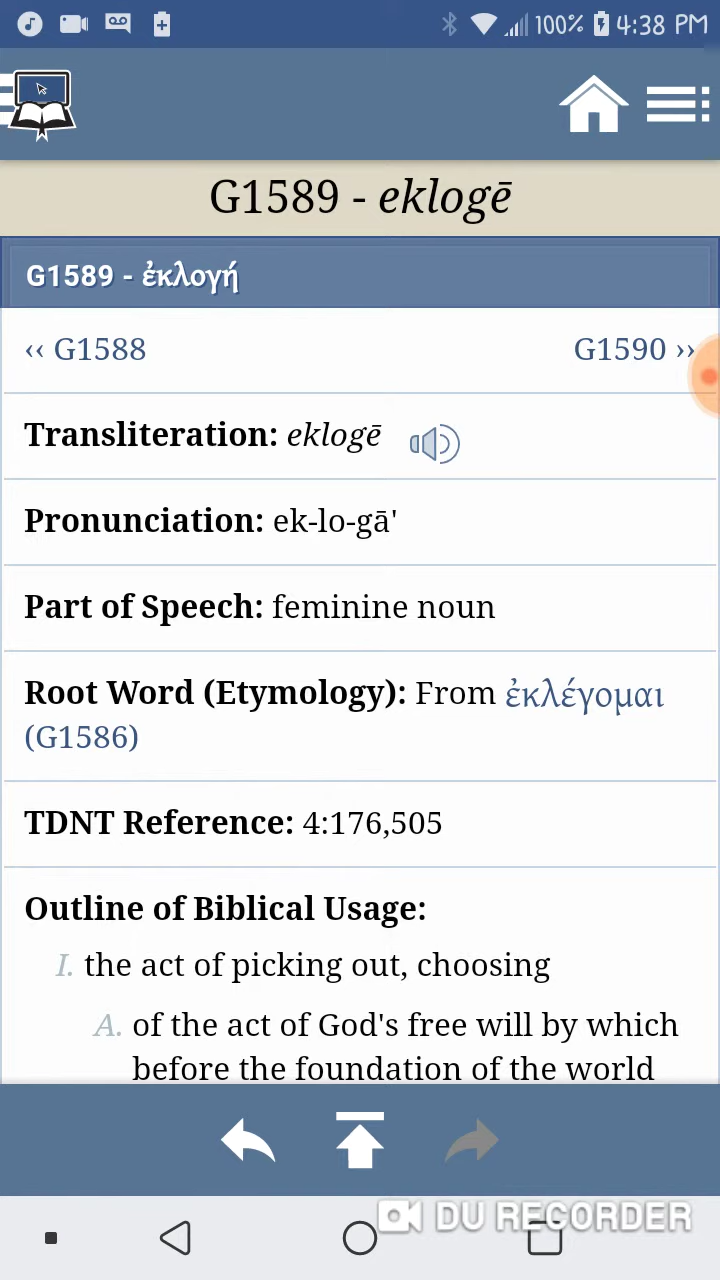 100% 4:38 PM
G1589 - eklogē
G1589 - ἐκλογή
‹‹ G1588 G1590 ››
Transliteration: eklogē
Pronunciation: ek-lo-gā'
Part of Speech: feminine noun
Root Word (Etymology): From ἐκλέγομαι
(G1586)
TDNT Reference: 4:176,505
Outline of Biblical Usage:
I. the act of picking out, choosing
A. of the act of God's free will by which
before the foundation of the world
DU RECORDER